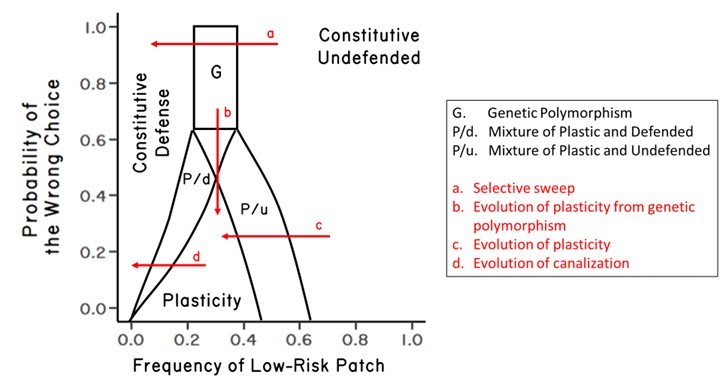 Probability of
the Wrong Choice
1.0
0.8
0.6
0.4
0.2
0.0
0.0 0.2 0.4 0.6 0.8 1.0
Frequency of Low-Risk Patch
Constitutive
Defense
Constitutive
Undefended
a
G
b
P/d
P/u
c
d
Plasticity
G. Genetic Polymorphism
P/d. Mixture of Plastic and Defended
P/u. Mixture of Plastic and Undefended
a. Selective sweep
b. Evolution of plasticity from genetic
polymorphism
c. Evolution of plasticity
d. Evolution of canalization